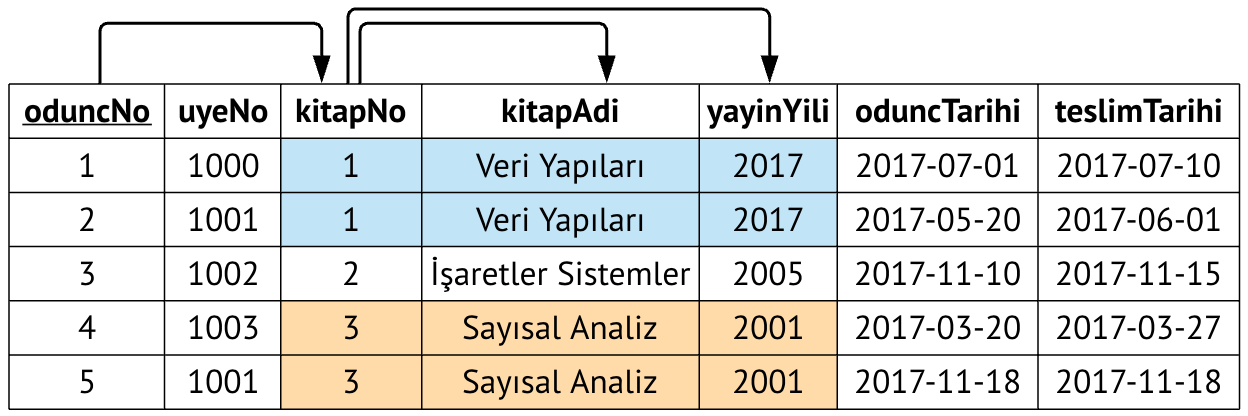 oduncNo uyeNo kitapNo kitapAdi yayinYili oduncTarihi teslimTarihi
1 1000 1 Veri Yapıları 2017 2017-07-01 2017-07-10
2 1001 1 Veri Yapıları 2017 2017-05-20 2017-06-01
3 1002 2 İşaretler Sistemler 2005 2017-11-10 2017-11-15
4 1003 3 Sayısal Analiz 2001 2017-03-20 2017-03-27
5 1001 3 Sayısal Analiz 2001 2017-11-18 2017-11-18